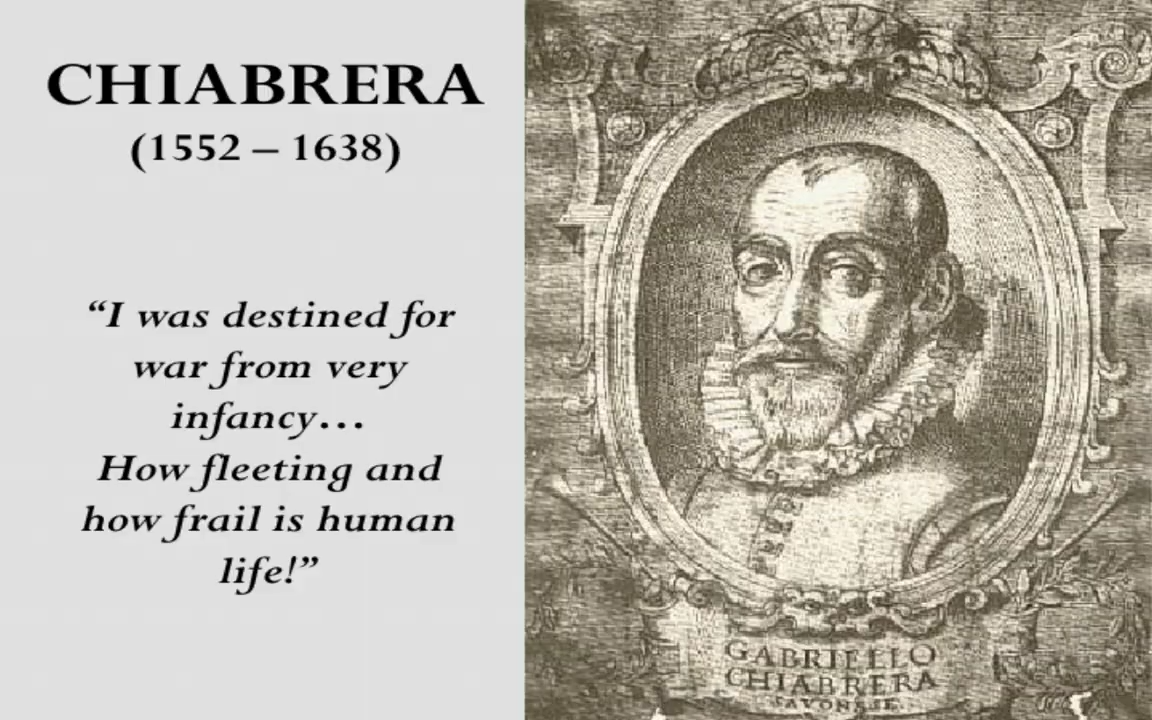 CHIABRERA
(1552 – 1638)
“I was destined for
war from very
infancy…
How fleeting and
how frail is human
life!”
GABRIELLO
CHIABRERA